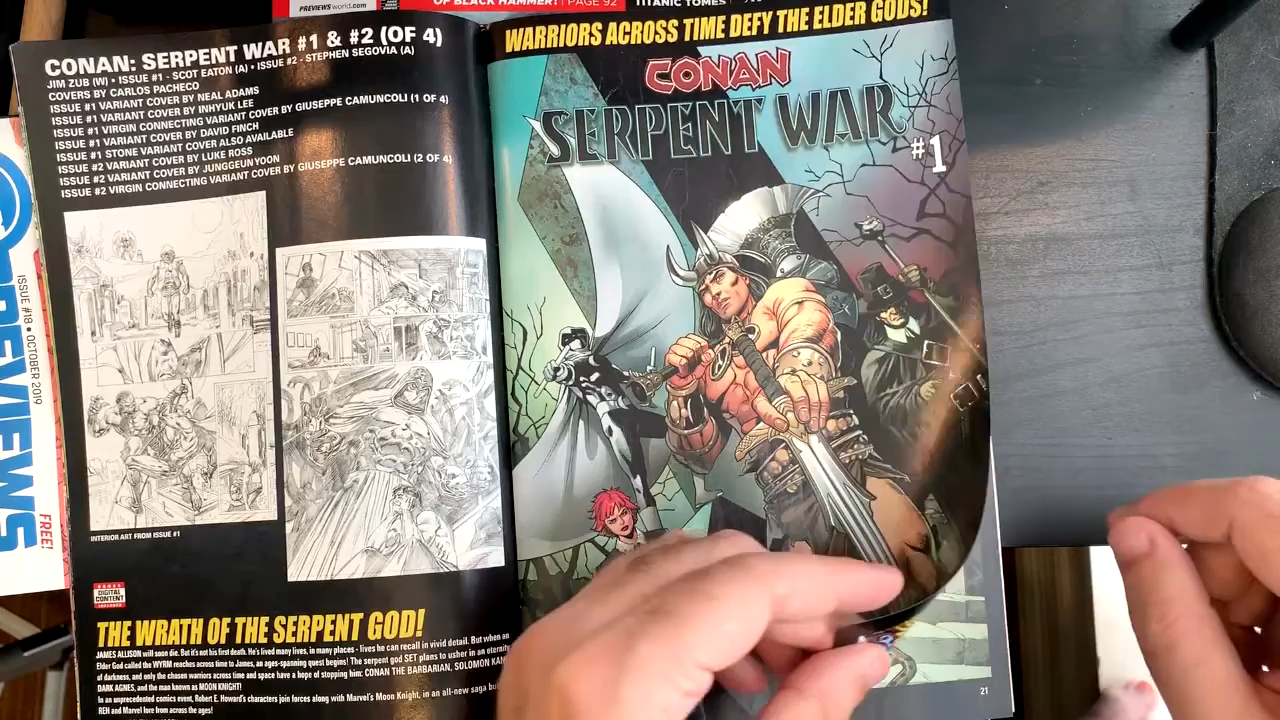 PREVIEWSworld.com
OF BLACK HAMMER! | PAGE 92
TITANIC TOMES
CONAN: SERPENT WAR #1 & #2 (OF 4)
JIM ZUB (W) • ISSUE #1 - SCOT EATON (A) • ISSUE #2 - STEPHEN SEGOVIA (A)
COVERS BY CARLOS PACHECO
ISSUE #1 VARIANT COVER BY NEAL ADAMS
ISSUE #1 VARIANT COVER BY INHYUK LEE
ISSUE #1 VIRGIN CONNECTING VARIANT COVER BY GIUSEPPE CAMUNCOLI (1 OF 4)
ISSUE #1 VARIANT COVER BY DAVID FINCH
ISSUE #1 STONE VARIANT COVER ALSO AVAILABLE
ISSUE #2 VARIANT COVER BY LUKE ROSS
ISSUE #2 VARIANT COVER BY JUNGGEUN YOON
ISSUE #2 VIRGIN CONNECTING VARIANT COVER BY GIUSEPPE CAMUNCOLI (2 OF 4)
INTERIOR ART FROM ISSUE #1
DIGITAL
CONTENT
THE WRATH OF THE SERPENT GOD!
JAMES ALLISON will soon die. But it's not his first death. He's lived many lives, in many places - lives he can recall in vivid detail. But when an
Elder God called the WYRM reaches across time to James, an ages-spanning quest begins! The serpent god SET plans to usher in an eternity
of darkness, and only the chosen warriors across time and space have a hope of stopping him: CONAN THE BARBARIAN, SOLOMON
DARK AGNES, and the man known as MOON KNIGHT!
In an unprecedented comics event, Robert E. Howard's characters join forces along with Marvel's Moon Knight, in an all-new saga
REH and Marvel lore from across the ages!
WARRIORS ACROSS TIME DEFY THE ELDER GODS!
CONAN
SERPENT WAR
#1
21
PREVIEWS
ISSUE #18 • OCTOBER 2019
FREE!